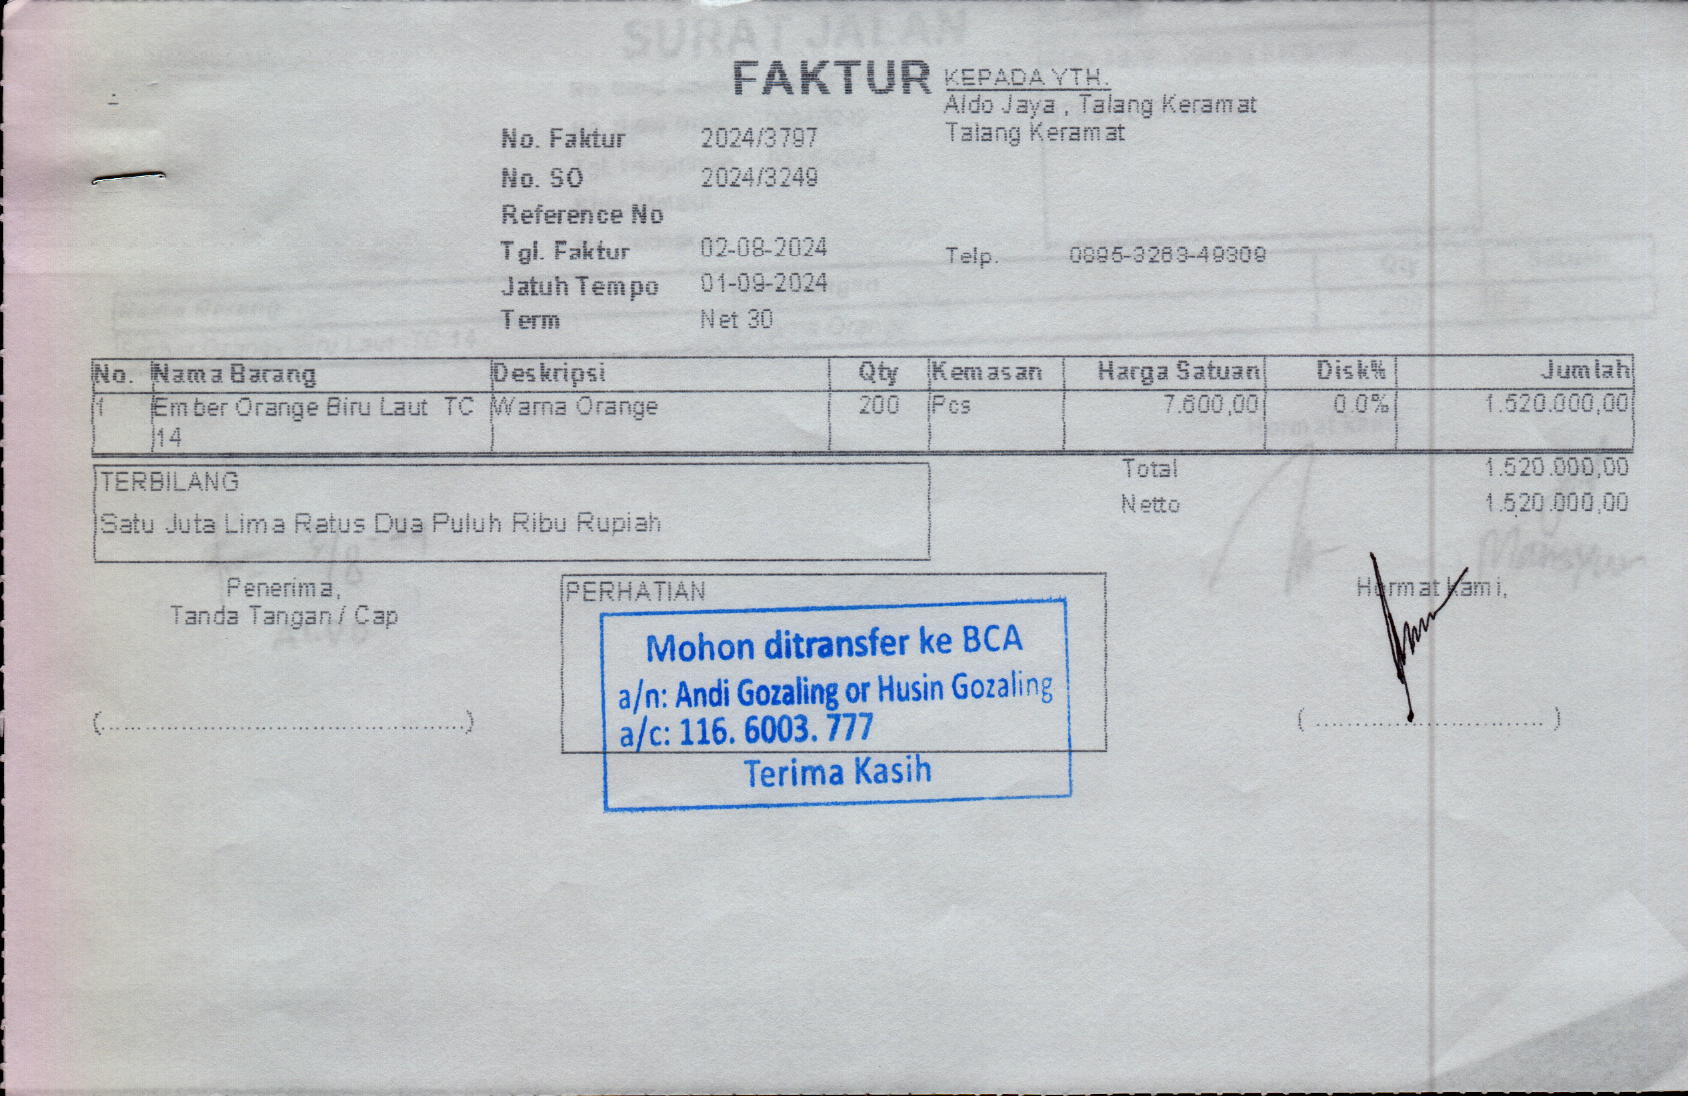 FAKTUR
KEPADA YTH.
Aldo Jaya , Talang Keramat
Talang Keramat
No. Faktur 2024/3797
No. SO 2024/3249
Reference No
Tgl. Faktur 02-08-2024
Telp. 0895-3283-49309
Jatuh Tempo 01-09-2024
Term Net 30
No. Nama Barang Deskripsi Qty Kemasan Harga Satuan Disk% Jumlah
1 Ember Orange Biru Laut TC Warna Orange 200 Pcs 7.600,00 0.0% 1.520.000,00
14
Total 1.520.000,00
TERBILANG
Netto 1.520.000,00
Satu Juta Lima Ratus Dua Puluh Ribu Rupiah
Penerima,
Tanda Tangan / Cap
PERHATIAN
Hormat Kami,
Mohon ditransfer ke BCA
a/n: Andi Gozaling or Husin Gozaling
a/c: 116. 6003. 777
Terima Kasih
(..............................................)
( .............................. )
SURAT JALAN